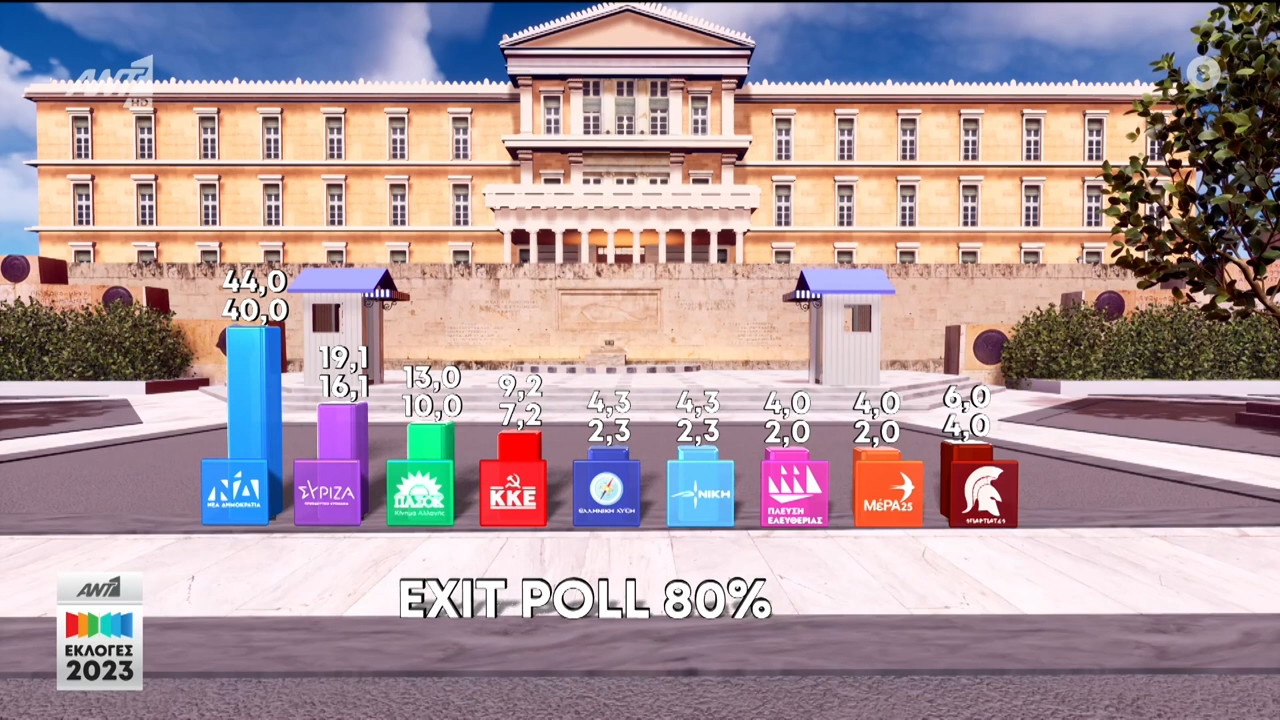 ANT1
HD
8
44,0
40,0
19,1
16,1
13,0
10,0
9,2
7,2
4,3
2,3
4,3
2,3
4,0
2,0
4,0
2,0
6,0
4,0
ΝΔ
ΝΕΑ ΔΗΜΟΚΡΑΤΙΑ
ΣΥΡΙΖΑ
ΠΑΣΟΚ
Κίνημα Αλλαγής
ΚΚΕ
ΕΛΛΗΝΙΚΗ ΛΥΣΗ
ΝΙΚΗ
ΠΛΕΥΣΗ
ΕΛΕΥΘΕΡΙΑΣ
ΜέΡΑ25
ΣΠΑΡΤΙΑΤΕΣ
EXIT POLL 80%
ANT1
ΕΚΛΟΓΕΣ
2023